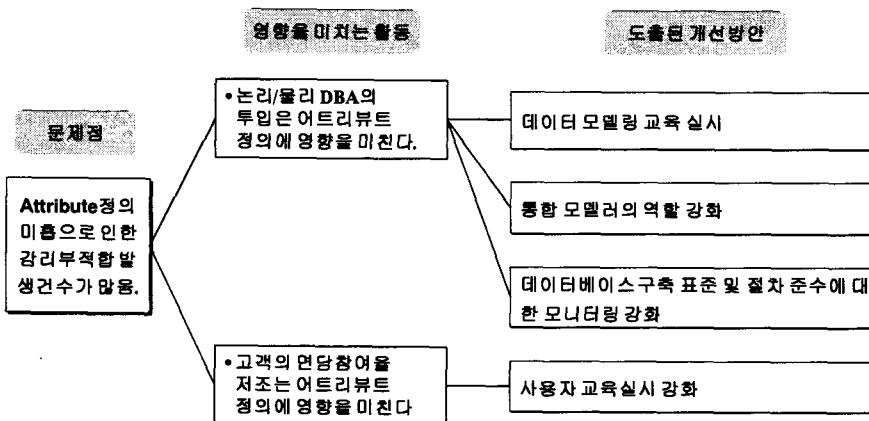 영향을 미치는 활동
도출된 개선방안
문제점
Attribute정의
미흡으로 인한
감리부적합 발
생건수가 많음.
• 논리/물리 DBA의
투입은 어트리뷰트
정의에 영향을 미친다.
• 고객의 면담참여율
저조는 어트리뷰트
정의에 영향을 미친다
데이터 모델링 교육 실시
통합 모델러의 역할 강화
데이터베이스구축 표준 및 절차 준수에 대
한 모니터링 강화
사용자 교육실시 강화